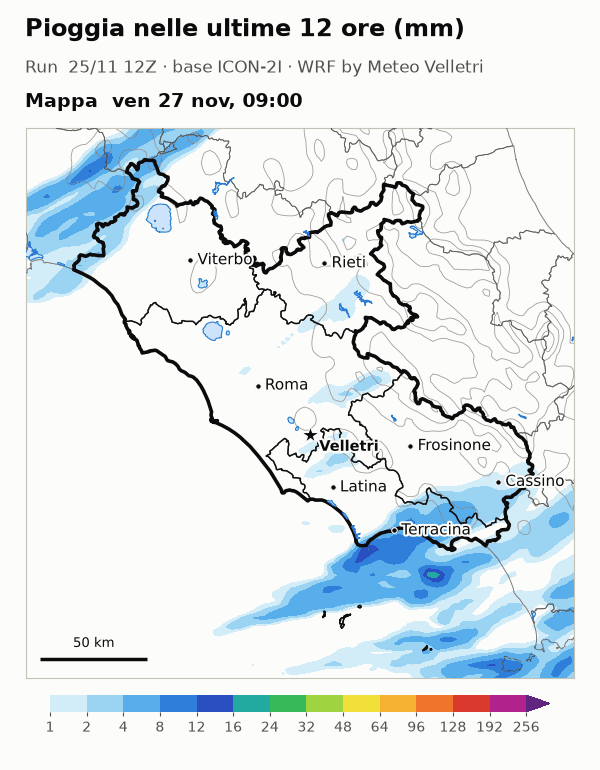 Pioggia nelle ultime 12 ore (mm)
Run  25/11 12Z · base ICON-2I · WRF by Meteo Velletri
Mappa  ven 27 nov, 09:00
Viterbo
Rieti
Roma
Velletri
Frosinone
Latina
Cassino
Terracina
50 km
1 2 4 8 12 16 24 32 48 64 96 128 192 256